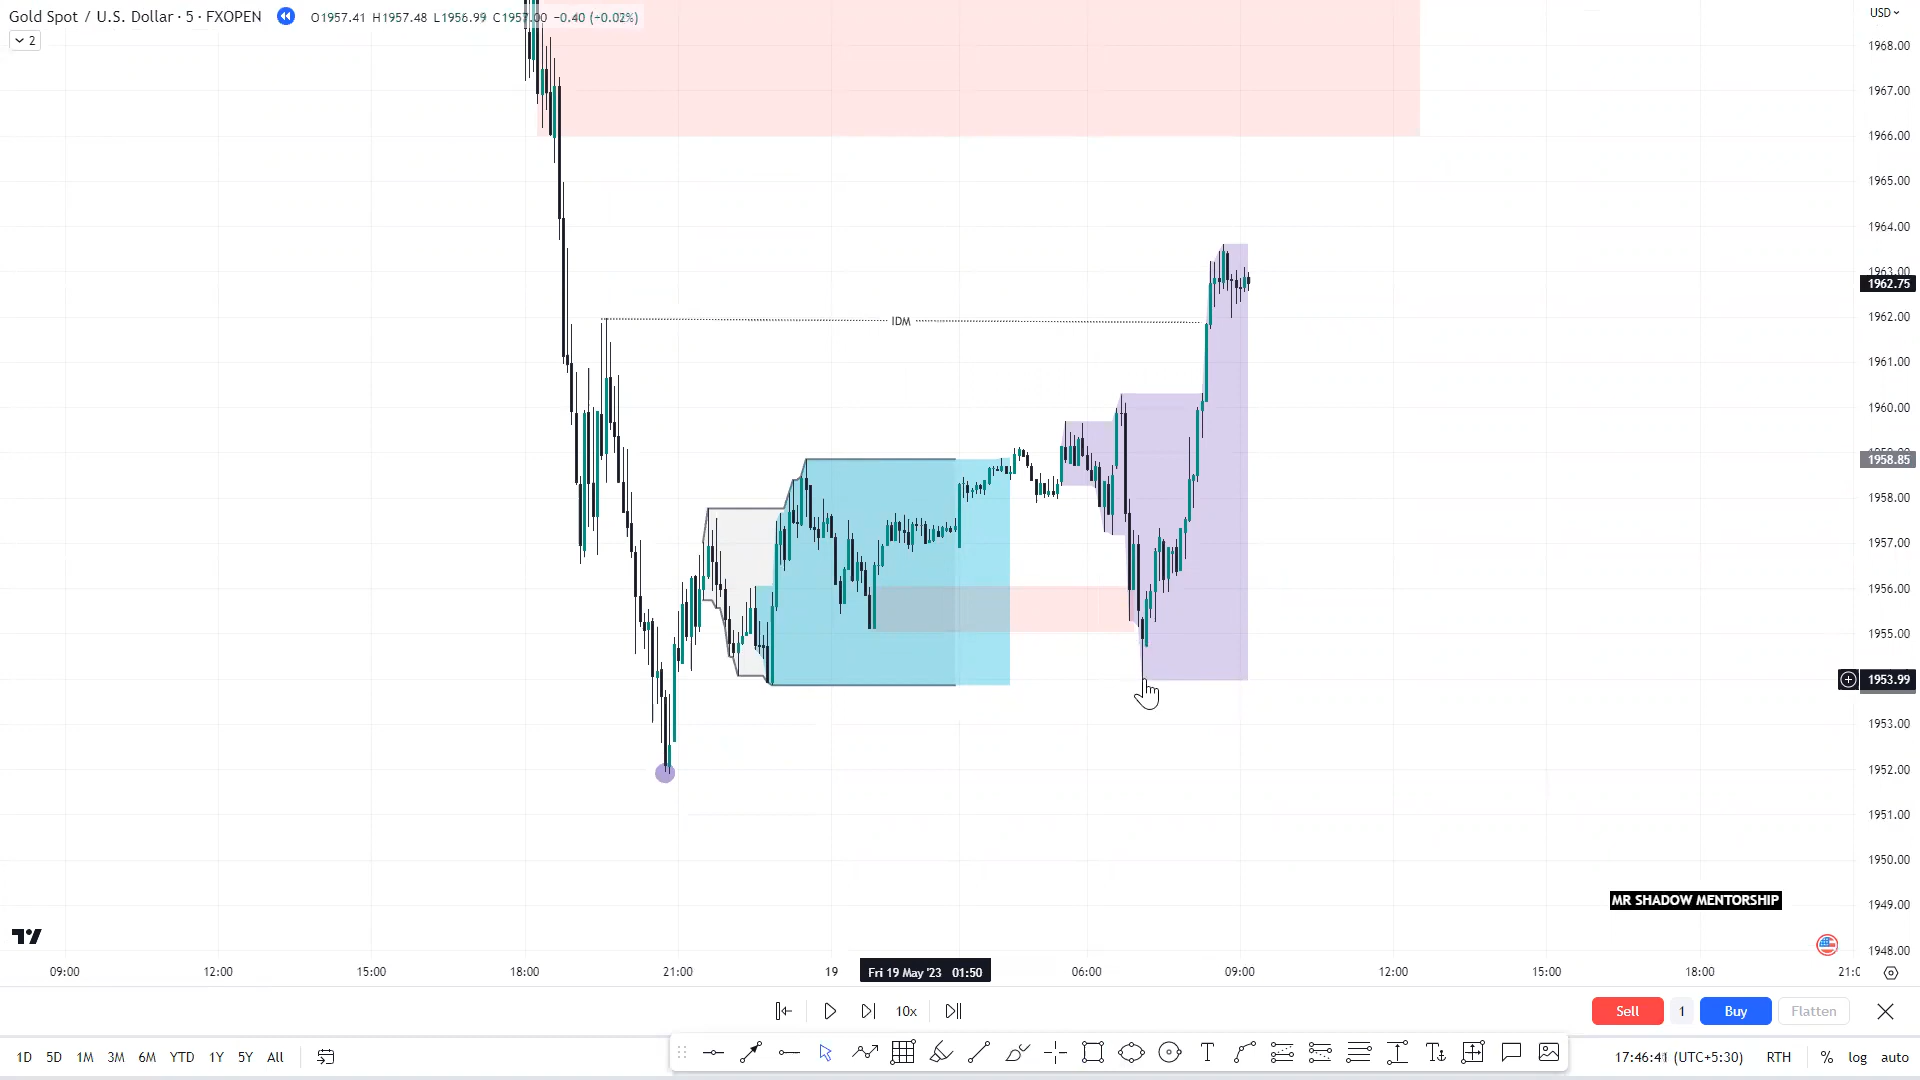 Gold Spot / U.S. Dollar · 5 · FXOPEN O1957.41 H1957.48 L1956.99 C1957.00 −0.40 (+0.02%)
2
USD
1968.00
1967.00
1966.00
1965.00
1964.00
1963.00
1962.75
1962.00
IDM
1961.00
1960.00
1958.85
1958.00
1957.00
1956.00
1955.00
1953.99
1953.00
1952.00
1951.00
1950.00
1949.00
1948.00
MR SHADOW MENTORSHIP
09:00 12:00 15:00 18:00 21:00 19 Fri 19 May '23 01:50 06:00 09:00 12:00 15:00 18:00
10x
Sell 1 Buy Flatten
1D 5D 1M 3M 6M YTD 1Y 5Y All
17:46:41 (UTC+5:30) RTH % log auto